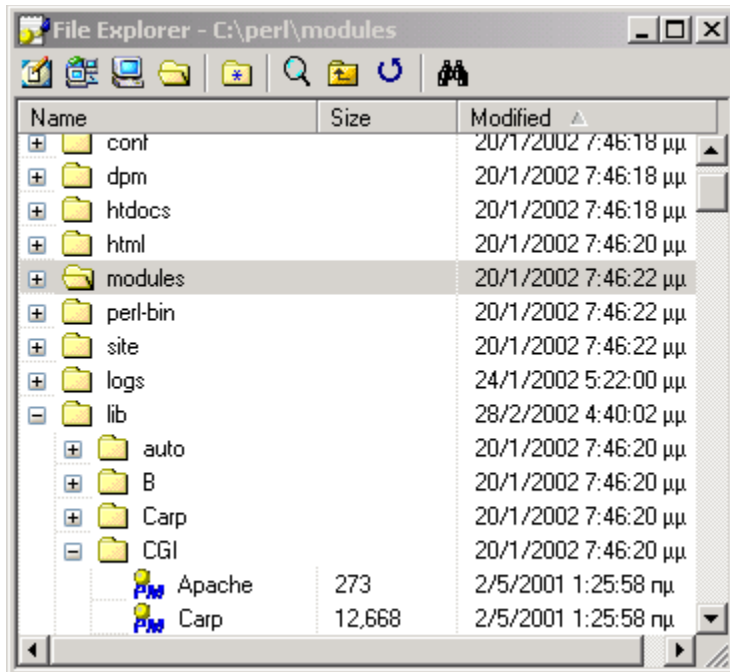 File Explorer - C:\perl\modules
Name Size Modified
conf 20/1/2002 7:46:18 μμ
dpm 20/1/2002 7:46:18 μμ
htdocs 20/1/2002 7:46:18 μμ
html 20/1/2002 7:46:20 μμ
modules 20/1/2002 7:46:22 μμ
perl-bin 20/1/2002 7:46:22 μμ
site 20/1/2002 7:46:22 μμ
logs 24/1/2002 5:22:00 μμ
lib 28/2/2002 4:40:02 μμ
auto 20/1/2002 7:46:20 μμ
B 20/1/2002 7:46:20 μμ
Carp 20/1/2002 7:46:20 μμ
CGI 20/1/2002 7:46:20 μμ
PM Apache 273 2/5/2001 1:25:58 πμ
PM Carp 12,668 2/5/2001 1:25:58 πμ